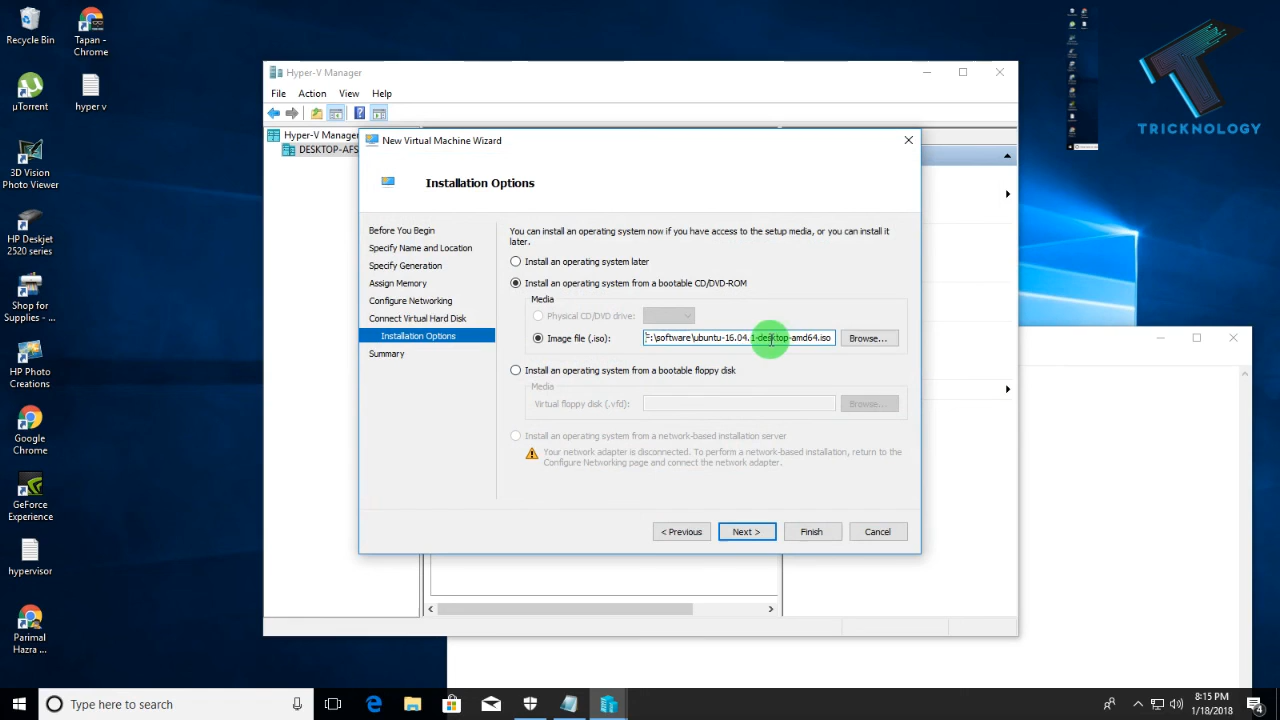 Recycle Bin
Tapan -
Chrome
µTorrent
hyper v
3D Vision
Photo Viewer
HP Deskjet
2520 series
Shop for
Supplies - ...
HP Photo
Creations
Google
Chrome
GeForce
Experience
hypervisor
Parimal
Hazra ...
TRICKNOLOGY
Hyper-V Manager
File Action View Help
Hyper-V Manager
DESKTOP-AFS
New Virtual Machine Wizard
Installation Options
Before You Begin
Specify Name and Location
Specify Generation
Assign Memory
Configure Networking
Connect Virtual Hard Disk
Installation Options
Summary
You can install an operating system now if you have access to the setup media, or you can install it
later.
Install an operating system later
Install an operating system from a bootable CD/DVD-ROM
Media
Physical CD/DVD drive:
Image file (.iso): F:\software\ubuntu-16.04.1-desktop-amd64.iso Browse...
Install an operating system from a bootable floppy disk
Media
Virtual floppy disk (.vfd): Browse...
Install an operating system from a network-based installation server
Your network adapter is disconnected. To perform a network-based installation, return to the
Configure Networking page and connect the network adapter.
< Previous Next > Finish Cancel
Type here to search
8:15 PM
1/18/2018
4